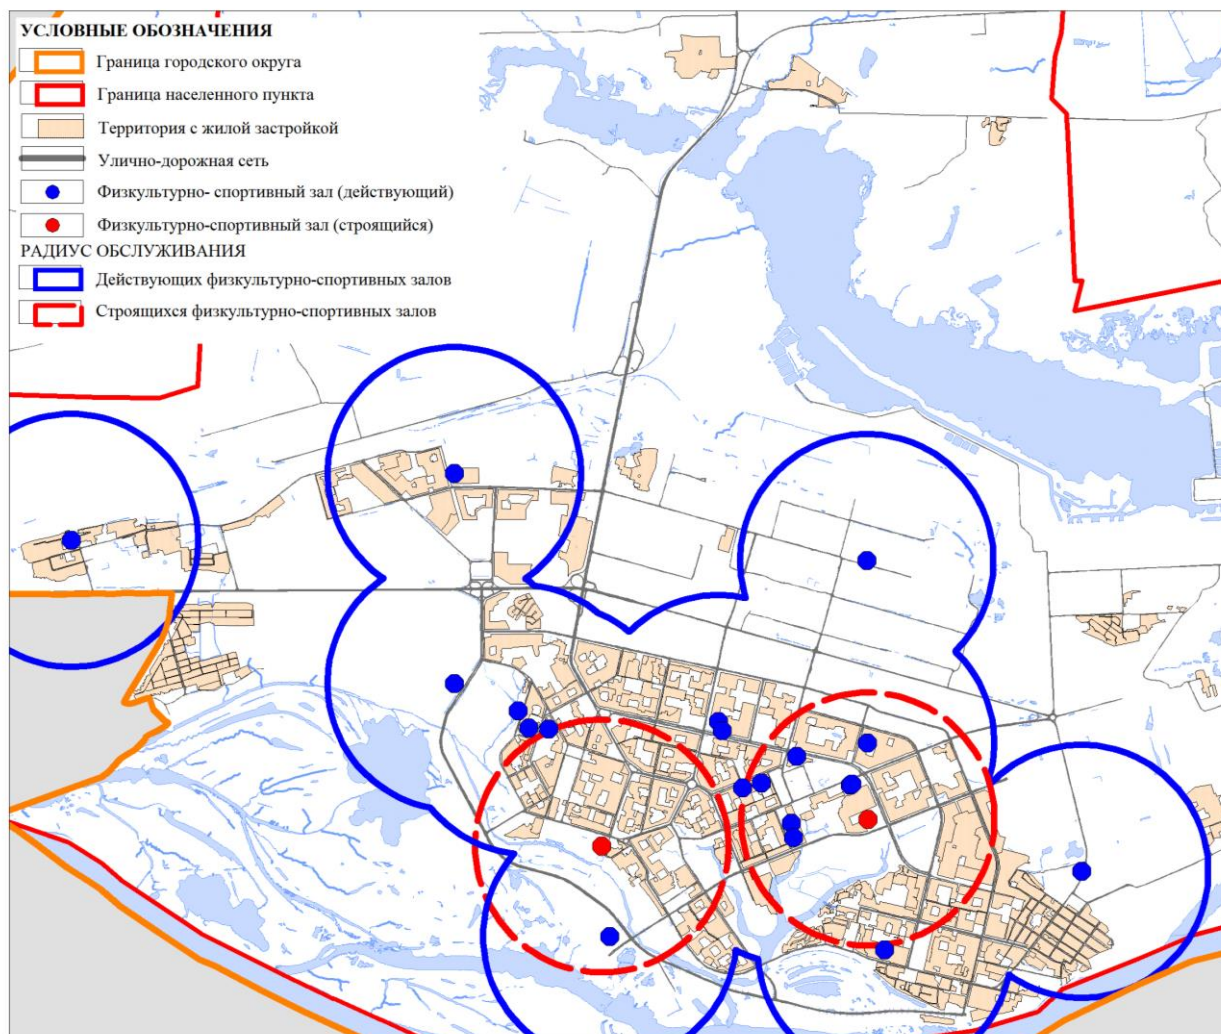 УСЛОВНЫЕ ОБОЗНАЧЕНИЯ
Граница городского округа
Граница населенного пункта
Территория с жилой застройкой
Улично-дорожная сеть
Физкультурно- спортивный зал (действующий)
Физкультурно-спортивный зал (строящийся)
РАДИУС ОБСЛУЖИВАНИЯ
Действующих физкультурно-спортивных залов
Строящихся физкультурно-спортивных залов